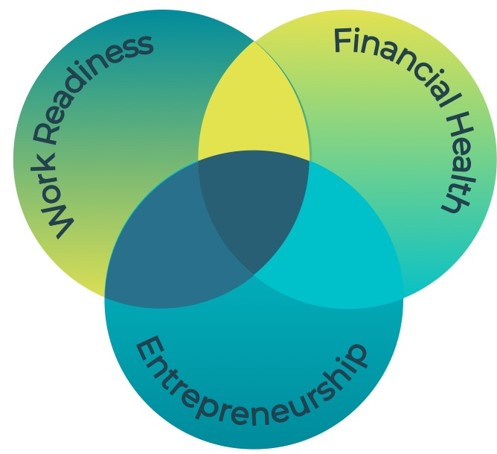 Work Readiness
Financial Health
Entrepreneurship